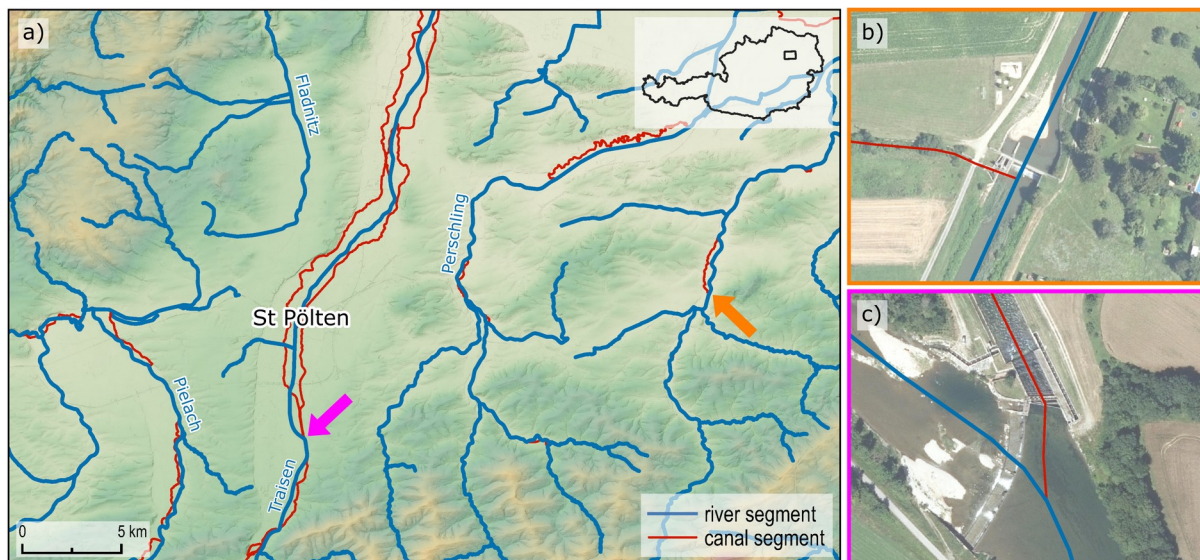 a)
Fladnitz
Perschling
St Pölten
Pielach
Traisen
0 5 km
river segment
canal segment
b)
c)